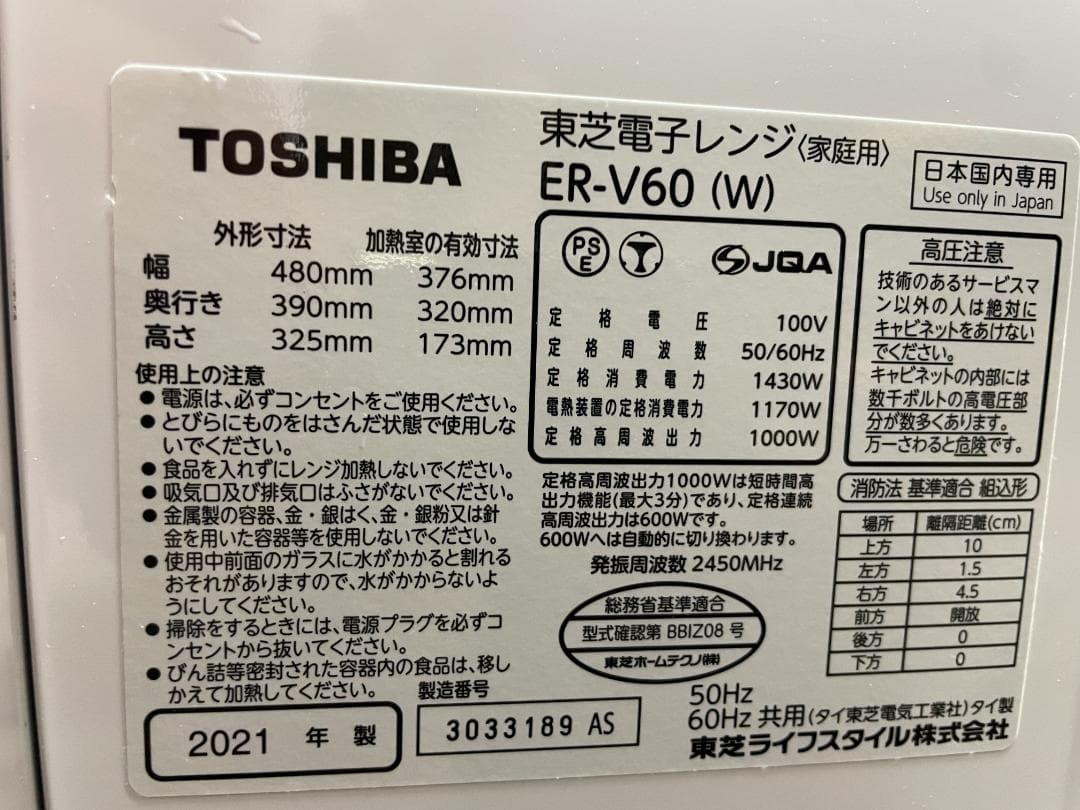 TOSHIBA
東芝電子レンジ〈家庭用〉
ER-V60 (W)
日本国内専用
Use only in Japan
外形寸法 加熱室の有効寸法
幅 480mm 376mm
奥行き 390mm 320mm
高さ 325mm 173mm
使用上の注意
● 電源は、必ずコンセントをご使用ください。
● とびらにものをはさんだ状態で使用しな
いでください。
● 食品を入れずにレンジ加熱しないでください。
● 吸気口及び排気口はふさがないでください。
● 金属製の容器、金・銀はく、金・銀粉又は針
金を用いた容器等を使用しないでください。
● 使用中前面のガラスに水がかかると割れる
おそれがありますので、水がかからないよ
うにしてください。
● 掃除をするときには、電源プラグを必ずコ
ンセントから抜いてください。
● びん詰等密封された容器内の食品は、移し
かえて加熱してください。
2021 年 製
製造番号
3033189 AS
PSE JQA
定格電圧 100V
定格周波数 50/60Hz
定格消費電力 1430W
電熱装置の定格消費電力 1170W
定格高周波出力 1000W
定格高周波出力1000Wは短時間高
出力機能(最大3分)であり、定格連続
高周波出力は600Wです。
600Wへは自動的に切り換わります。
発振周波数 2450MHz
総務省基準適合
型式確認第 BBIZ08 号
東芝ホームテクノ(株)
高圧注意
技術のあるサービスマ
ン以外の人は絶対に
キャビネットをあけない
でください。
キャビネットの内部には
数千ボルトの高電圧部
分が数多くあります。
万一さわると危険です。
消防法 基準適合 組込形
場所 離隔距離(cm)
上方 10
左方 1.5
右方 4.5
前方 開放
後方 0
下方 0
50Hz
60Hz 共用(タイ東芝電気工業社)タイ製
東芝ライフスタイル株式会社